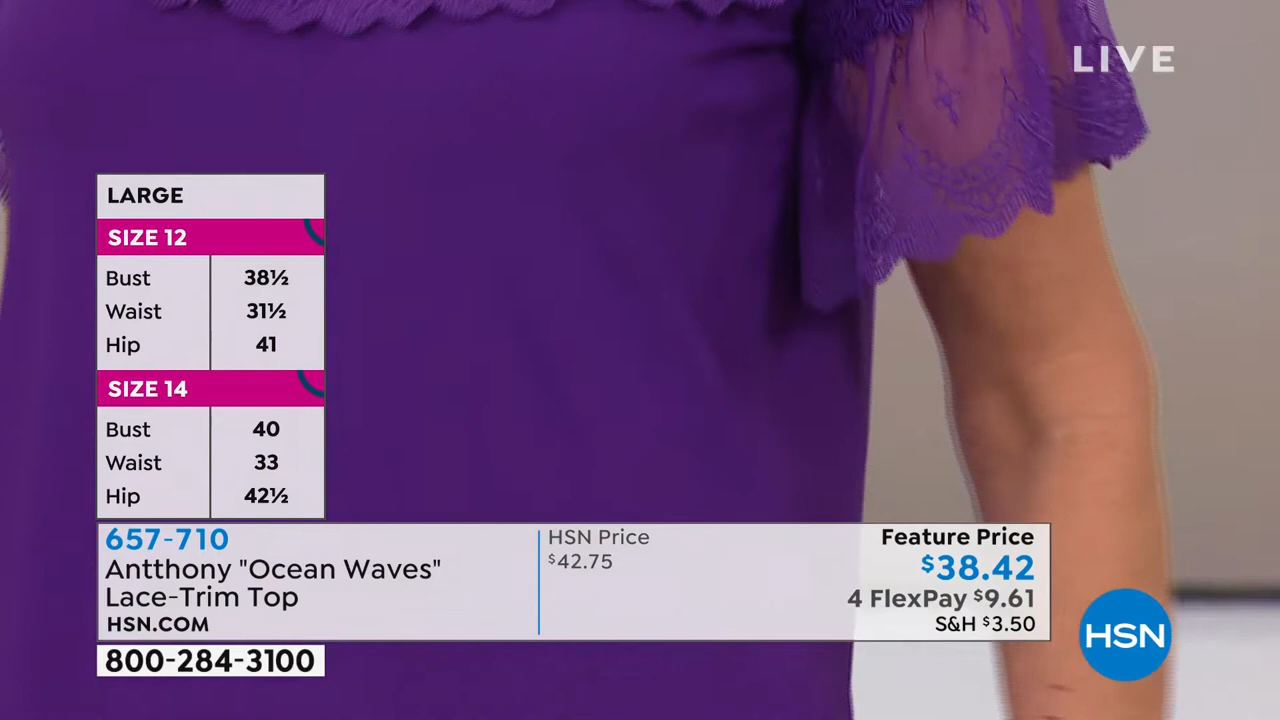 LIVE
LARGE
SIZE 12
Bust 38½
Waist 31½
Hip 41
SIZE 14
Bust 40
Waist 33
Hip 42½
657-710
Antthony "Ocean Waves"
Lace-Trim Top
HSN.COM
HSN Price
$42.75
Feature Price
$38.42
4 FlexPay $9.61
S&H $3.50
800-284-3100
HSN